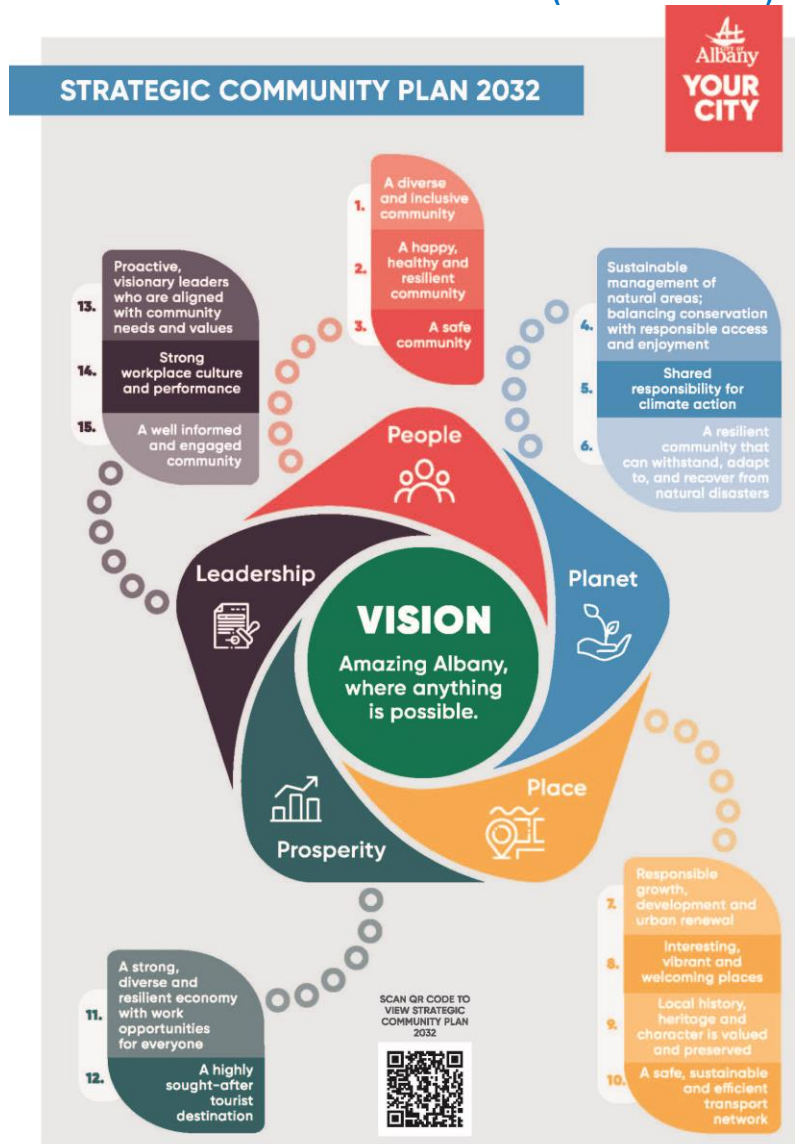 CITY OF
Albany
YOUR
CITY
STRATEGIC COMMUNITY PLAN 2032
1.
A diverse
and inclusive
community
2.
A happy,
healthy and
resilient
community
3.
A safe
community
13.
Proactive,
visionary leaders
who are aligned
with community
needs and values
14.
Strong
workplace culture
and performance
15.
A well informed
and engaged
community
4.
Sustainable
management of
natural areas;
balancing conservation
with responsible access
and enjoyment
5.
Shared
responsibility for
climate action
6.
A resilient
community that
can withstand, adapt
to, and recover from
natural disasters
People
Leadership
Planet
VISION
Amazing Albany,
where anything
is possible.
Place
Prosperity
7.
Responsible
growth,
development and
urban renewal
8.
Interesting,
vibrant and
welcoming places
9.
Local history,
heritage and
character is valued
and preserved
10.
A safe, sustainable
and efficient
transport
network
11.
A strong,
diverse and
resilient economy
with work
opportunities
for everyone
12.
A highly
sought-after
tourist
destination
SCAN QR CODE TO
VIEW STRATEGIC
COMMUNITY PLAN
2032